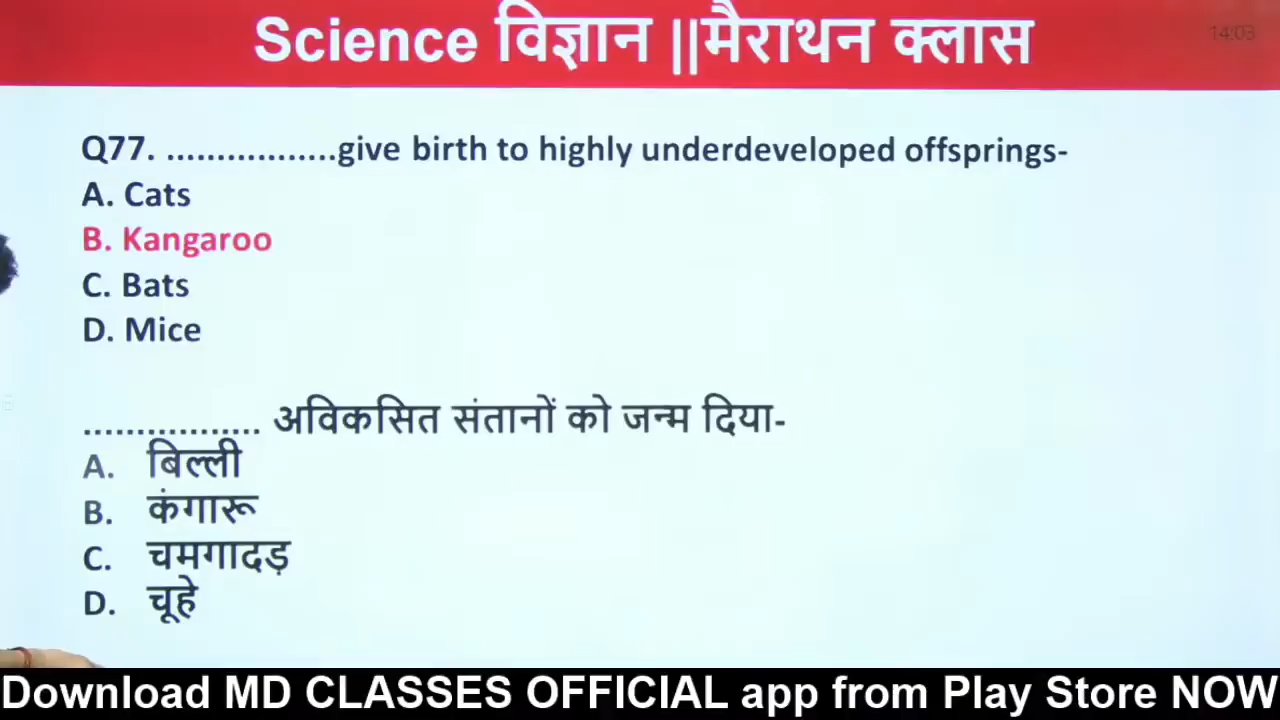 Science विज्ञान ||मैराथन क्लास
14:03
Q77. .................give birth to highly underdeveloped offsprings-
A. Cats
B. Kangaroo
C. Bats
D. Mice
................. अविकसित संतानों को जन्म दिया-
A. बिल्ली
B. कंगारू
C. चमगादड़
D. चूहे
Download MD CLASSES OFFICIAL app from Play Store NOW